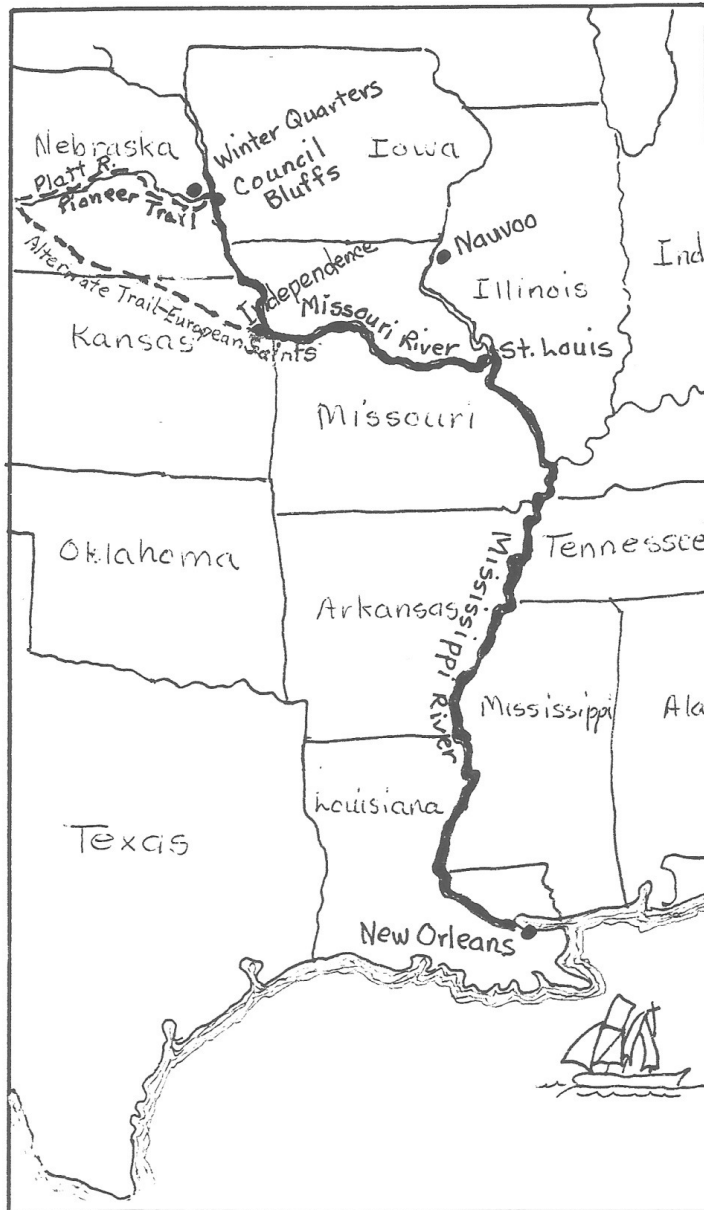 Winter Quarters
Nebraska
Iowa
Council
Bluffs
Platt R.
Pioneer Trail
Nauvoo
Ind
Alternate Trail-European Saints
Independence
Missouri River
Illinois
Kansas
St. Louis
Missouri
Oklahoma
Tennessee
Mississippi River
Arkansas
Mississippi
Ala
Louisiana
Texas
New Orleans